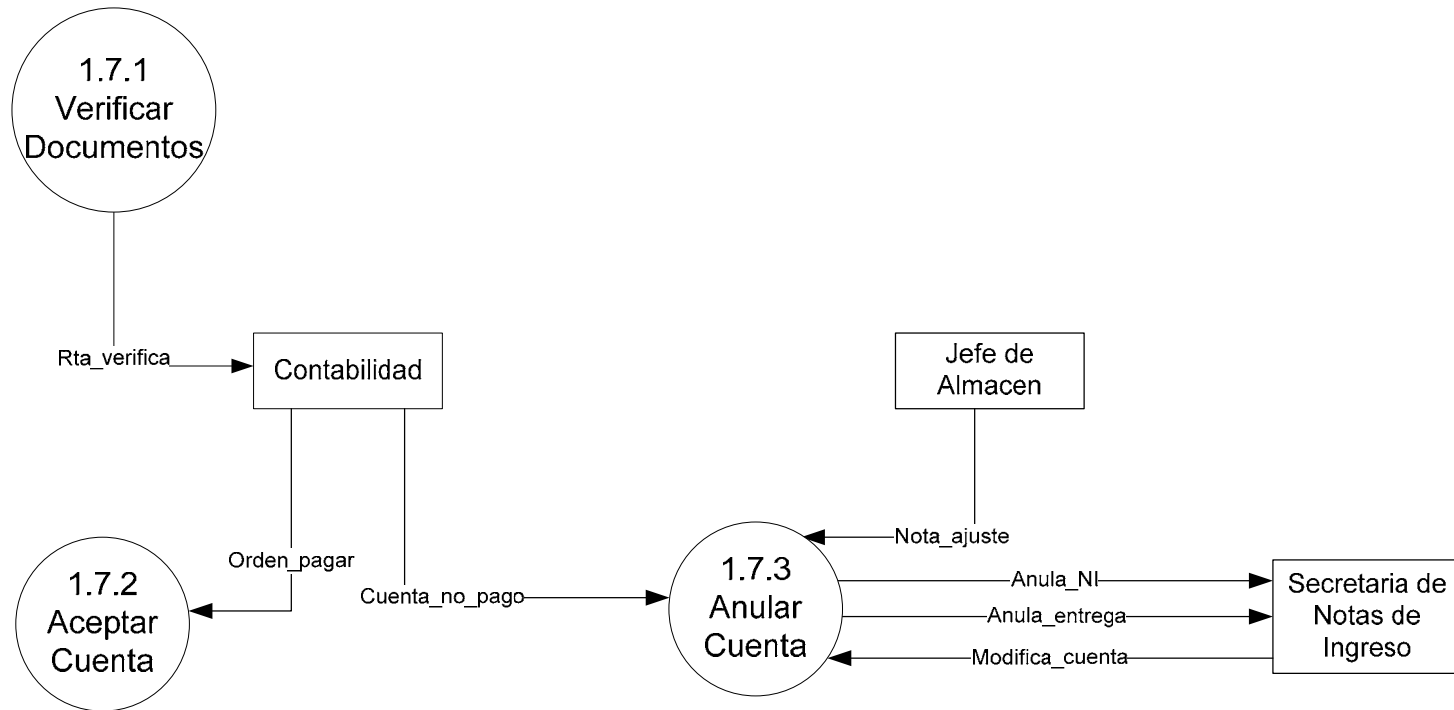 1.7.1
Verificar
Documentos
Rta_verifica
Contabilidad
Jefe de
Almacen
Orden_pagar
Cuenta_no_pago
Nota_ajuste
1.7.2
Aceptar
Cuenta
1.7.3
Anular
Cuenta
Anula_NI
Anula_entrega
Modifica_cuenta
Secretaria de
Notas de
Ingreso